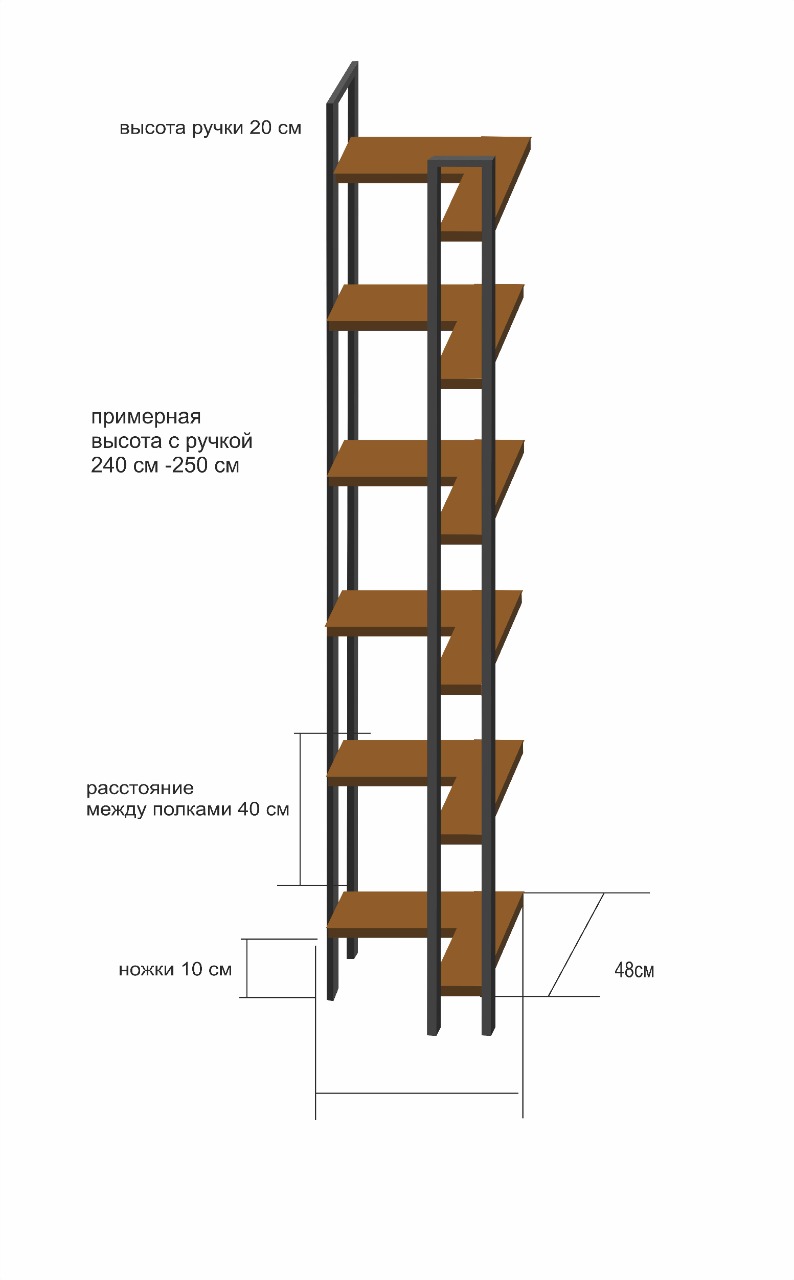 высота ручки 20 см
примерная
высота с ручкой
240 см -250 см
расстояние
между полками 40 см
ножки 10 см
48см